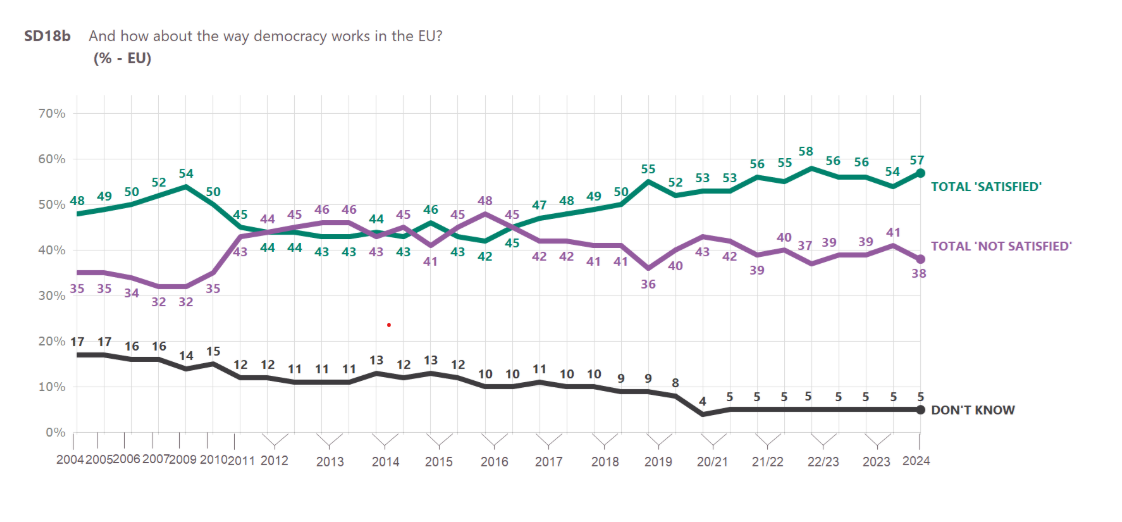 SD18b And how about the way democracy works in the EU?
(% - EU)
70%
60%
50%
40%
30%
20%
10%
0%
48 49 50 52 54 50 45 44 44 43 43 44 43 46 43 42 45 47 48 49 50 55 52 53 53 56 55 58 56 56 54 57
TOTAL 'SATISFIED'
35 35 34 32 32 35 43 44 45 46 46 43 45 41 45 48 45 42 42 41 41 36 40 43 42 39 40 37 39 39 41 38
TOTAL 'NOT SATISFIED'
17 17 16 16 14 15 12 12 11 11 11 13 12 13 12 10 10 11 10 10 9 9 8 4 5 5 5 5 5 5 5 5
DON'T KNOW
2004 2005 2006 2007 2009 2010 2011 2012 2013 2014 2015 2016 2017 2018 2019 20/21 21/22 22/23 2023 2024